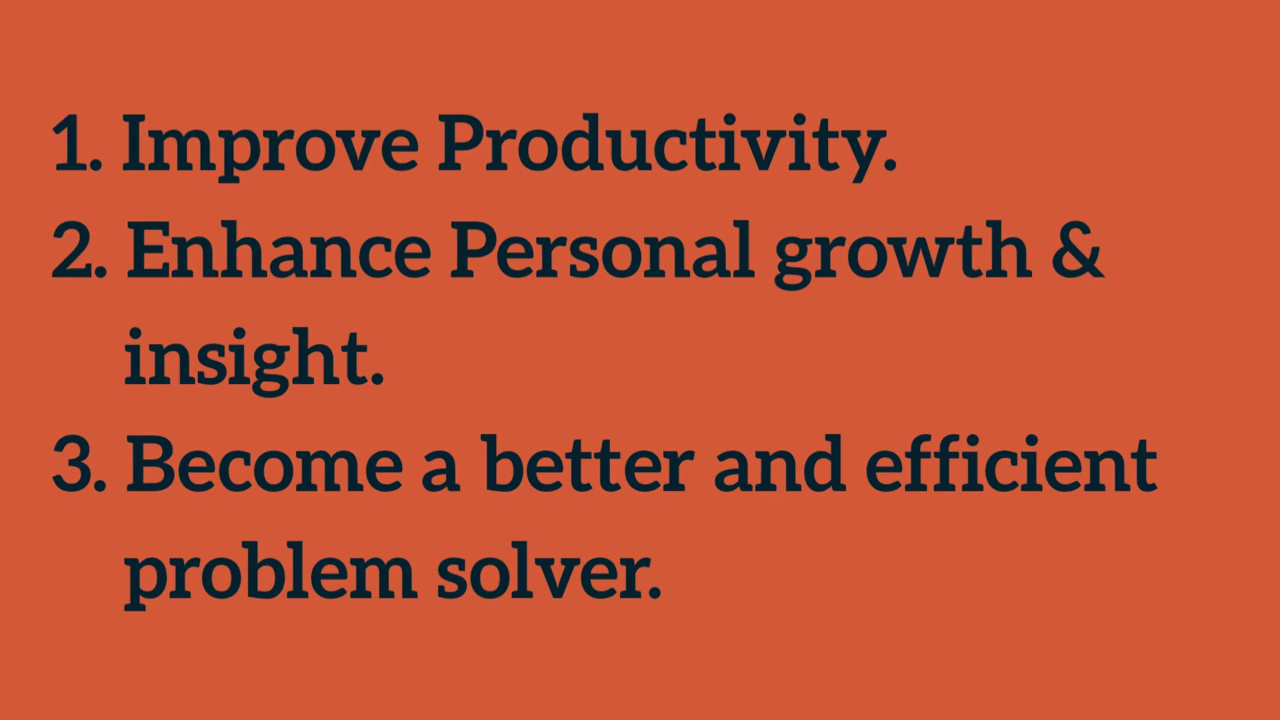 1. Improve Productivity.
2. Enhance Personal growth &
insight.
3. Become a better and efficient
problem solver.